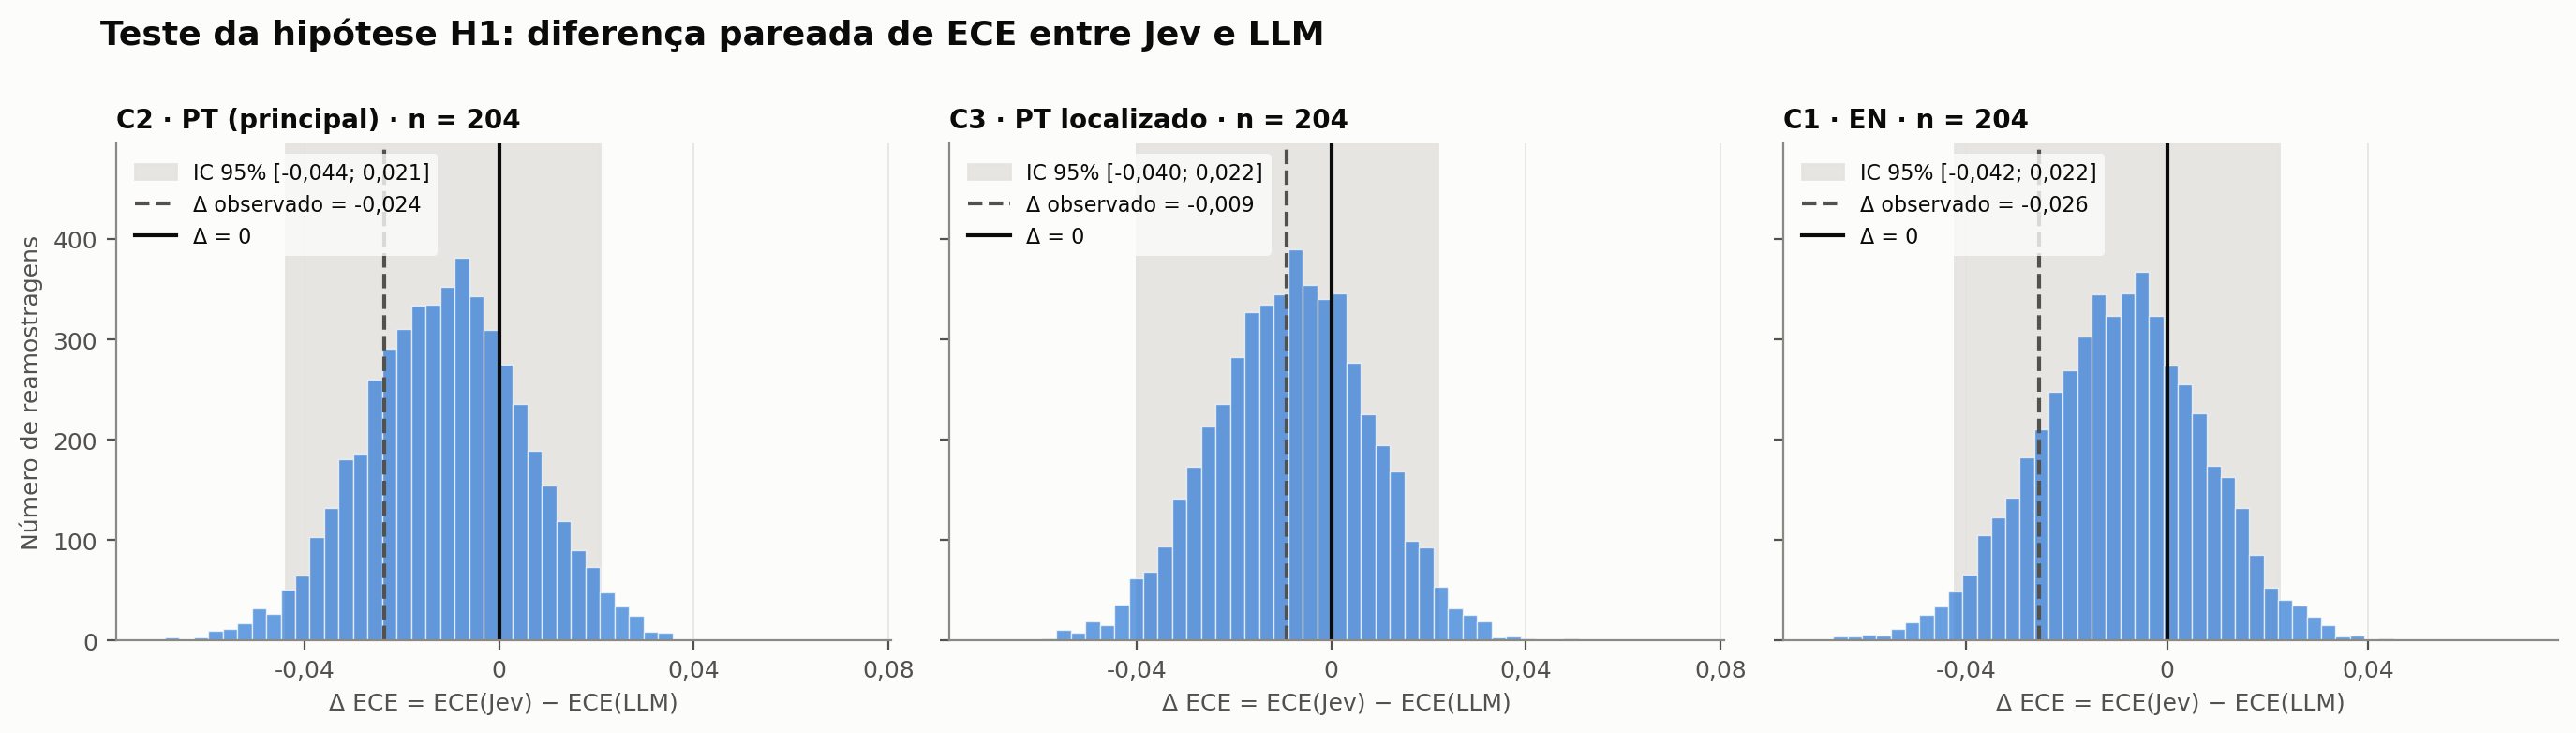 Teste da hipótese H1: diferença pareada de ECE entre Jev e LLM
C2 · PT (principal) · n = 204
IC 95% [-0,044; 0,021]
Δ observado = -0,024
Δ = 0
Número de reamostragens
400
300
200
100
0
-0,04
0
0,04
0,08
Δ ECE = ECE(Jev) − ECE(LLM)
C3 · PT localizado · n = 204
IC 95% [-0,040; 0,022]
Δ observado = -0,009
Δ = 0
-0,04
0
0,04
0,08
Δ ECE = ECE(Jev) − ECE(LLM)
C1 · EN · n = 204
IC 95% [-0,042; 0,022]
Δ observado = -0,026
Δ = 0
-0,04
0
0,04
Δ ECE = ECE(Jev) − ECE(LLM)